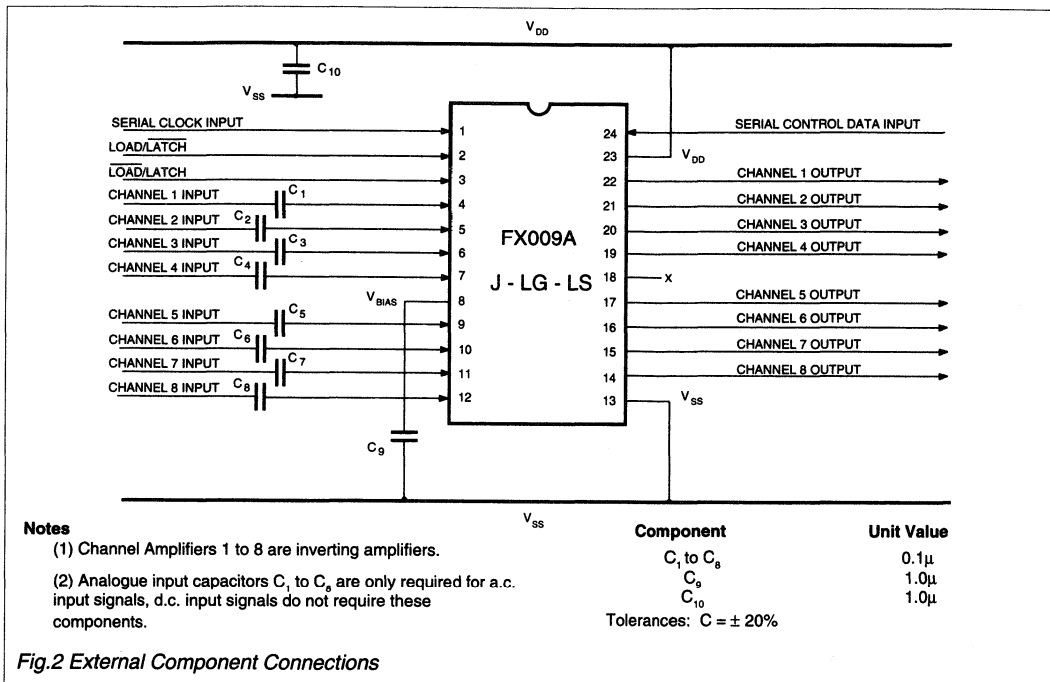 V_DD
C_10
V_SS
SERIAL CLOCK INPUT
LOAD/L̅A̅T̅C̅H̅
L̅O̅A̅D̅/LATCH
CHANNEL 1 INPUT C_1
CHANNEL 2 INPUT C_2
CHANNEL 3 INPUT C_3
CHANNEL 4 INPUT C_4
V_BIAS
CHANNEL 5 INPUT C_5
CHANNEL 6 INPUT C_6
CHANNEL 7 INPUT C_7
CHANNEL 8 INPUT C_8
C_9
1
2
3
4
5
6
7
8
9
10
11
12
FX009A
J - LG - LS
24
23
22
21
20
19
18
17
16
15
14
13
SERIAL CONTROL DATA INPUT
V_DD
CHANNEL 1 OUTPUT
CHANNEL 2 OUTPUT
CHANNEL 3 OUTPUT
CHANNEL 4 OUTPUT
x
CHANNEL 5 OUTPUT
CHANNEL 6 OUTPUT
CHANNEL 7 OUTPUT
CHANNEL 8 OUTPUT
V_SS
V_SS
Notes
(1) Channel Amplifiers 1 to 8 are inverting amplifiers.
(2) Analogue input capacitors C_1 to C_8 are only required for a.c.
input signals, d.c. input signals do not require these
components.
Component Unit Value
C_1 to C_8 0.1µ
C_9 1.0µ
C_10 1.0µ
Tolerances: C = ± 20%
Fig.2 External Component Connections